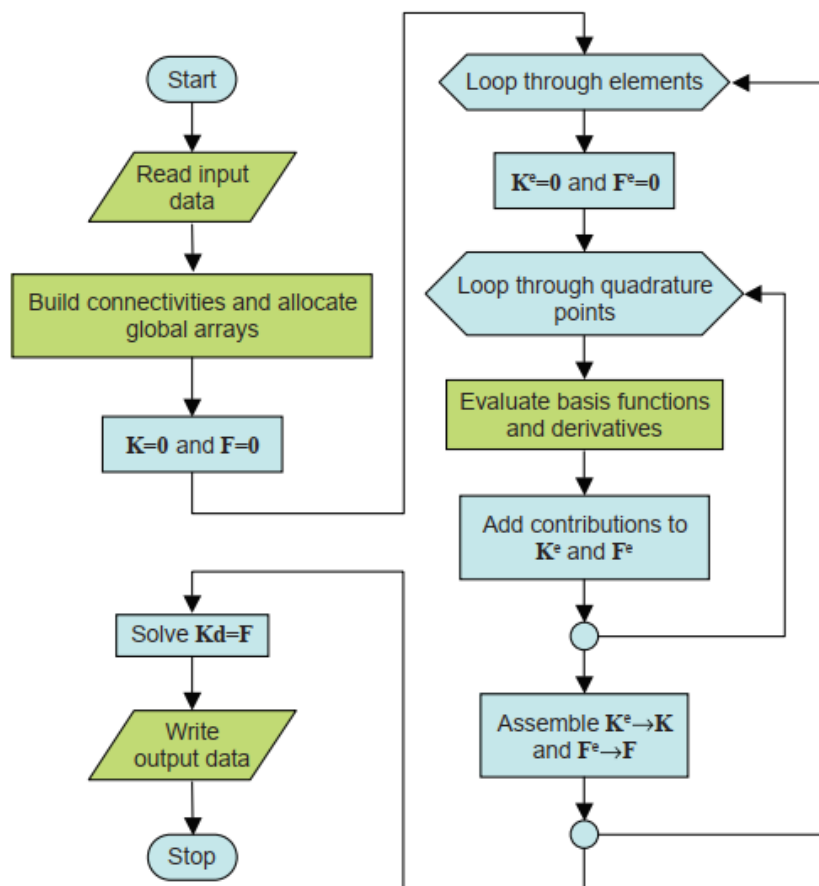 Start
Read input
data
Build connectivities and allocate
global arrays
K=0 and F=0
Loop through elements
Kᵉ=0 and Fᵉ=0
Loop through quadrature
points
Evaluate basis functions
and derivatives
Add contributions to
Kᵉ and Fᵉ
Assemble Kᵉ→K
and Fᵉ→F
Solve Kd=F
Write
output data
Stop